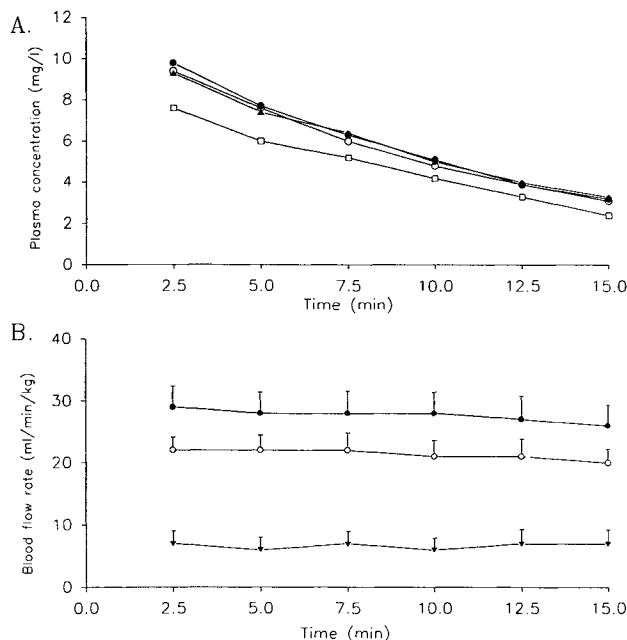 A.
Plasma concentration (mg/l)
12
10
8
6
4
2
0
0.0 2.5 5.0 7.5 10.0 12.5 15.0
Time (min)
B.
Blood flow rate (ml/min/kg)
40
30
20
10
0
0.0 2.5 5.0 7.5 10.0 12.5 15.0
Time (min)